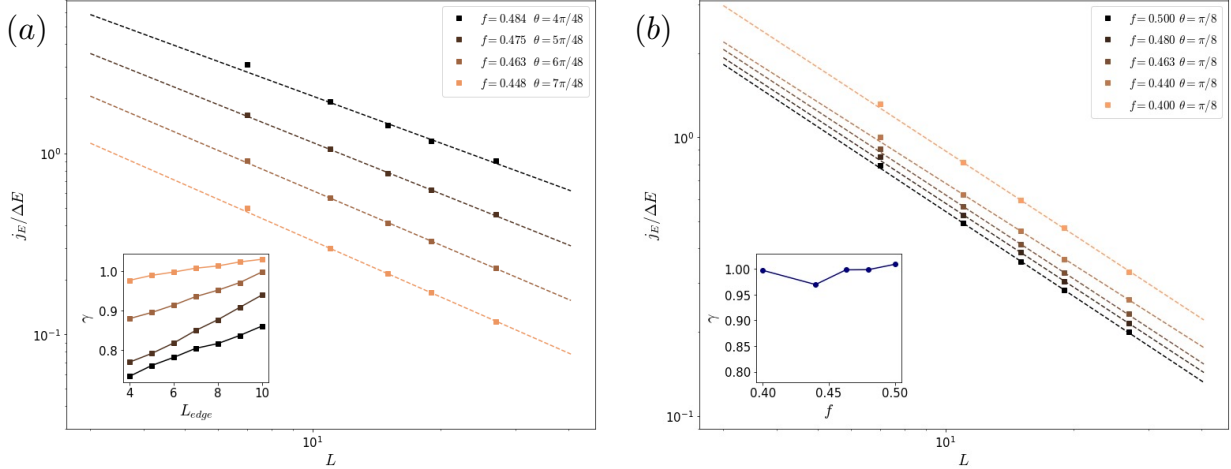 (a)
f = 0.484 θ = 4π/48
f = 0.475 θ = 5π/48
f = 0.463 θ = 6π/48
f = 0.448 θ = 7π/48
10⁰
10⁻¹
j_E/ΔE
10¹
L
1.0
0.9
0.8
γ
4 6 8 10
L_edge
(b)
f = 0.500 θ = π/8
f = 0.480 θ = π/8
f = 0.463 θ = π/8
f = 0.440 θ = π/8
f = 0.400 θ = π/8
10⁰
10⁻¹
j_E/ΔE
10¹
L
1.00
0.95
0.90
0.85
0.80
γ
0.40 0.45 0.50
f